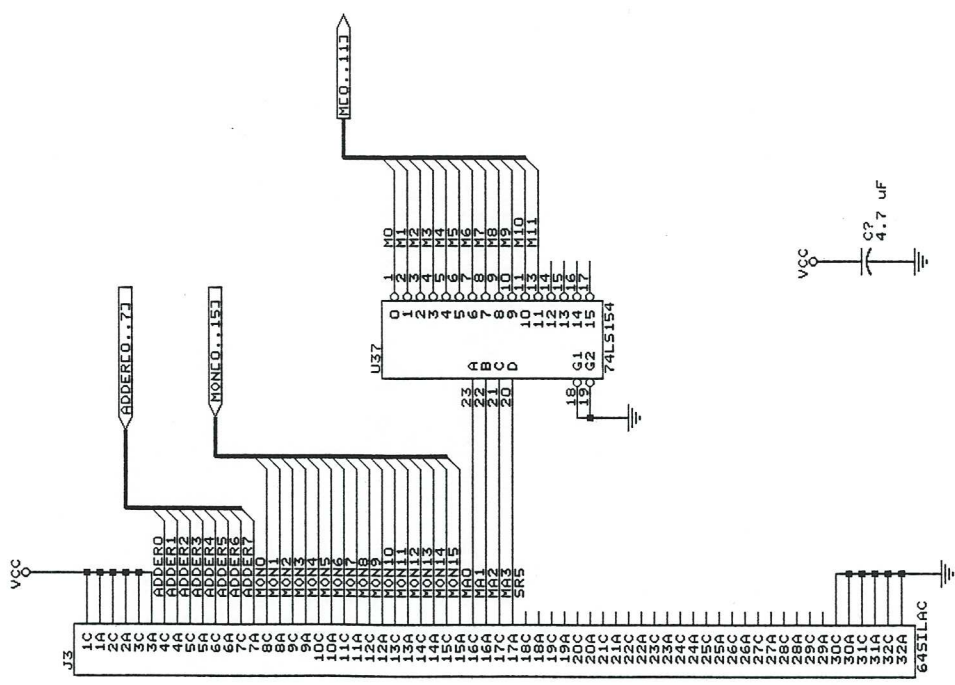 VCC
ADDER[0..7]
MON[0..15]
M[0..11]
J3
1C
1A
2C
2A
3C
3A
4C
4A
5C
5A
6C
6A
7C
7A
8C
8A
9C
9A
10C
10A
11C
11A
12C
12A
13C
13A
14C
14A
15C
15A
16C
16A
17C
17A
18C
18A
19C
19A
20C
20A
21C
21A
22C
22A
23C
23A
24C
24A
25C
25A
26C
26A
27C
27A
28C
28A
29C
29A
30C
30A
31C
31A
32C
32A
64SILAC
ADDER0
ADDER1
ADDER2
ADDER3
ADDER4
ADDER5
ADDER6
ADDER7
MON0
MON1
MON2
MON3
MON4
MON5
MON6
MON7
MON8
MON9
MON10
MON11
MON12
MON13
MON14
MON15
MA0
MA1
MA2
MA3
SR5
U37
23 A
22 B
21 C
20 D
18 G1
19 G2
0 1 M0
1 2 M1
2 3 M2
3 4 M3
4 5 M4
5 6 M5
6 7 M6
7 8 M7
8 9 M8
9 10 M9
10 11 M10
11 13 M11
12 14
13 15
14 16
15 17
74LS154
VCC
C?
4.7 uF